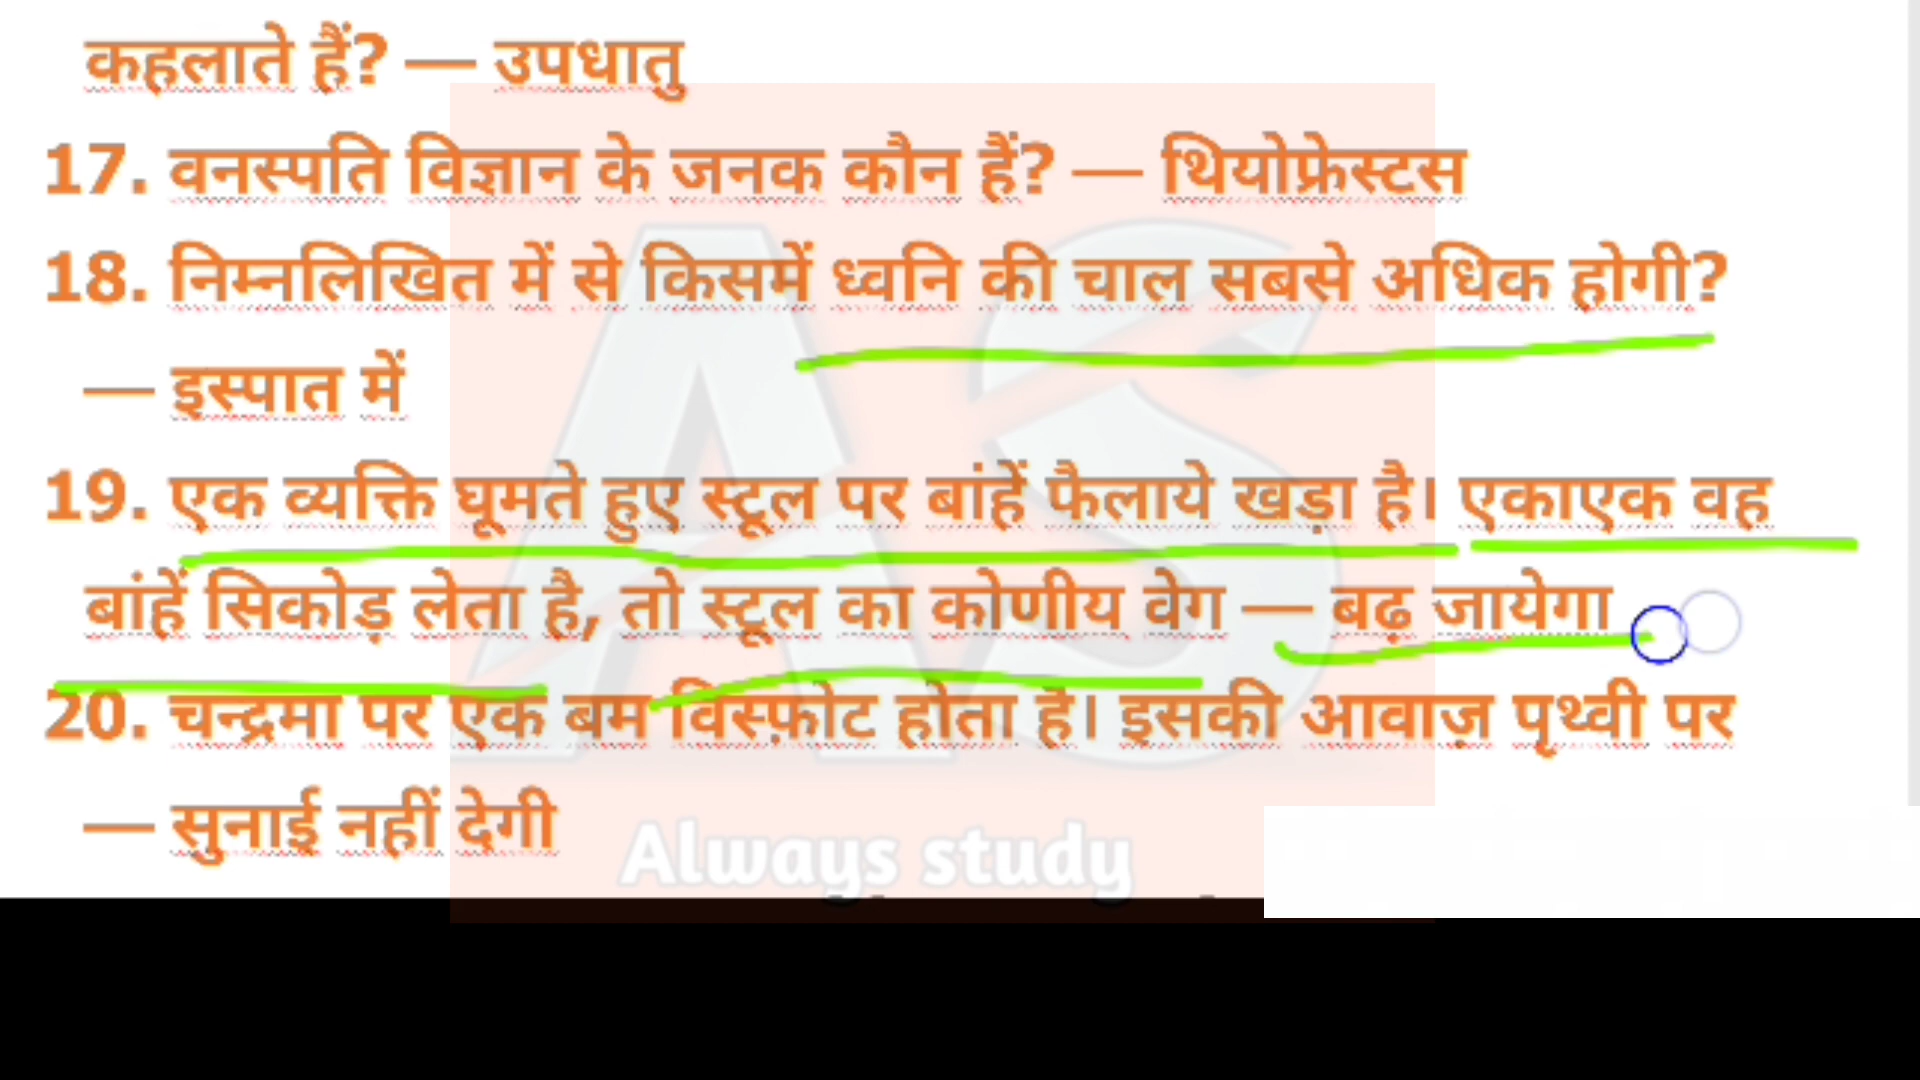 कहलाते हैं? — उपधातु
17. वनस्पति विज्ञान के जनक कौन हैं? — थियोफ्रेस्टस
18. निम्नलिखित में से किसमें ध्वनि की चाल सबसे अधिक होगी?
— इस्पात में
19. एक व्यक्ति घूमते हुए स्टूल पर बांहें फैलाये खड़ा है। एकाएक वह
बांहें सिकोड़ लेता है, तो स्टूल का कोणीय वेग — बढ़ जायेगा
20. चन्द्रमा पर एक बम विस्फ़ोट होता है। इसकी आवाज़ पृथ्वी पर
— सुनाई नहीं देगी
AS
Always study